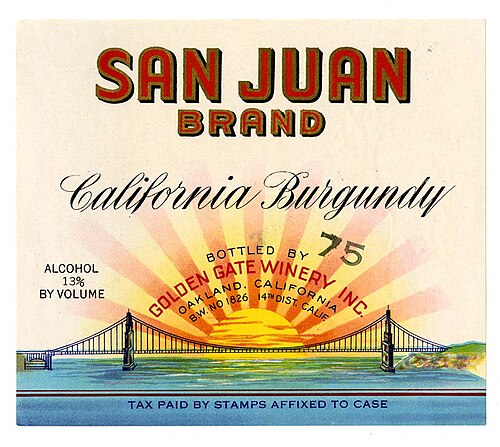 SAN JUAN
BRAND
California Burgundy
75
BOTTLED BY
GOLDEN GATE WINERY INC.
OAKLAND, CALIFORNIA
B.W. NO 1826 14TH DIST. CALIF.
ALCOHOL
13%
BY VOLUME
TAX PAID BY STAMPS AFFIXED TO CASE